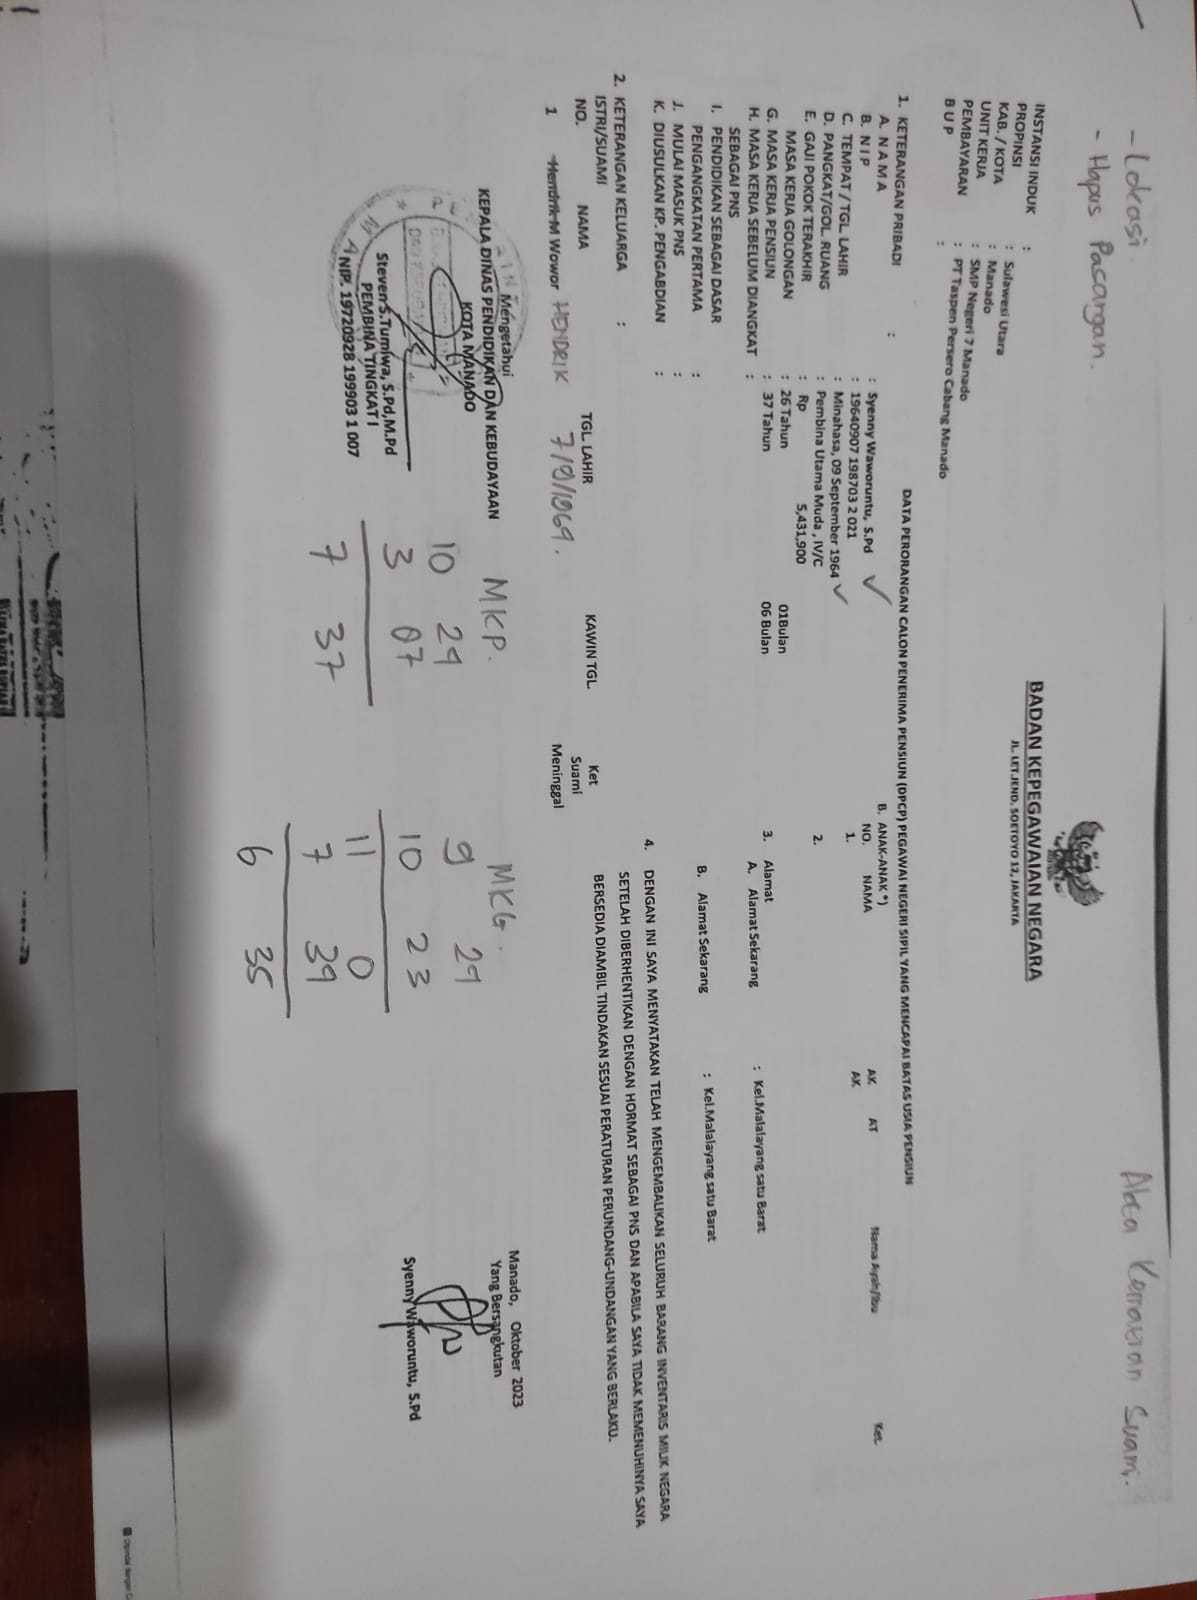 - Lokasi.
- Hapus Pasangan.
Akta Kematian Suami.
BADAN KEPEGAWAIAN NEGARA
JL. LETJEND. SOETOYO 12, JAKARTA
INSTANSI INDUK :
PROPINSI : Sulawesi Utara
KAB. / KOTA : Manado
UNIT KERJA : SMP Negeri 7 Manado
PEMBAYARAN : PT Taspen Persero Cabang Manado
B U P :
DATA PERORANGAN CALON PENERIMA PENSIUN (DPCP) PEGAWAI NEGERI SIPIL YANG MENCAPAI BATAS USIA PENSIUN
1. KETERANGAN PRIBADI :
A. N A M A : Syenny Waworuntu, S.Pd
B. N I P : 19640907 198703 2 021
C. TEMPAT / TGL LAHIR : Minahasa, 09 September 1964
D. PANGKAT/GOL RUANG : Pembina Utama Muda , IV/C
E. GAJI POKOK TERAKHIR : Rp 5,431,900
MASA KERJA GOLONGAN : 26 Tahun 01Bulan
G. MASA KERJA PENSIUN : 37 Tahun 06 Bulan
H. MASA KERJA SEBELUM DIANGKAT :
SEBAGAI PNS
I. PENDIDIKAN SEBAGAI DASAR
PENGANGKATAN PERTAMA :
J. MULAI MASUK PNS :
K. DIUSULKAN KP. PENGABDIAN :
2. KETERANGAN KELUARGA :
ISTRI/SUAMI
NO. NAMA TGL LAHIR KAWIN TGL Ket
1 Hendrik M Wowor HENDRIK 7/8/1969. Suami
Meninggal
B. ANAK-ANAK *)
NO. NAMA AK AT Nama Ayah/Ibu Ket.
1. AK
2.
3. Alamat
A. Alamat Sekarang : Kel.Malalayang satu Barat
B. Alamat Sekarang : Kel.Malalayang satu Barat
4. DENGAN INI SAYA MENYATAKAN TELAH MENGEMBALIKAN SELURUH BARANG INVENTARIS MILIK NEGARA
SETELAH DIBERHENTIKAN DENGAN HORMAT SEBAGAI PNS DAN APABILA SAYA TIDAK MEMENUHINYA SAYA
BERSEDIA DIAMBIL TINDAKAN SESUAI PERATURAN PERUNDANG-UNDANGAN YANG BERLAKU.
Mengetahui
KEPALA DINAS PENDIDIKAN DAN KEBUDAYAAN
KOTA MANADO
Steven S.Tumiwa, S.Pd,M.Pd
PEMBINA TINGKAT I
NIP. 19720928 199903 1 007
MKP.
10 29
3 07
7 37
MKG.
9 29
10 23
11 0
7 39
6 35
Manado, Oktober 2023
Yang Bersangkutan
Syenny Waworuntu, S.Pd